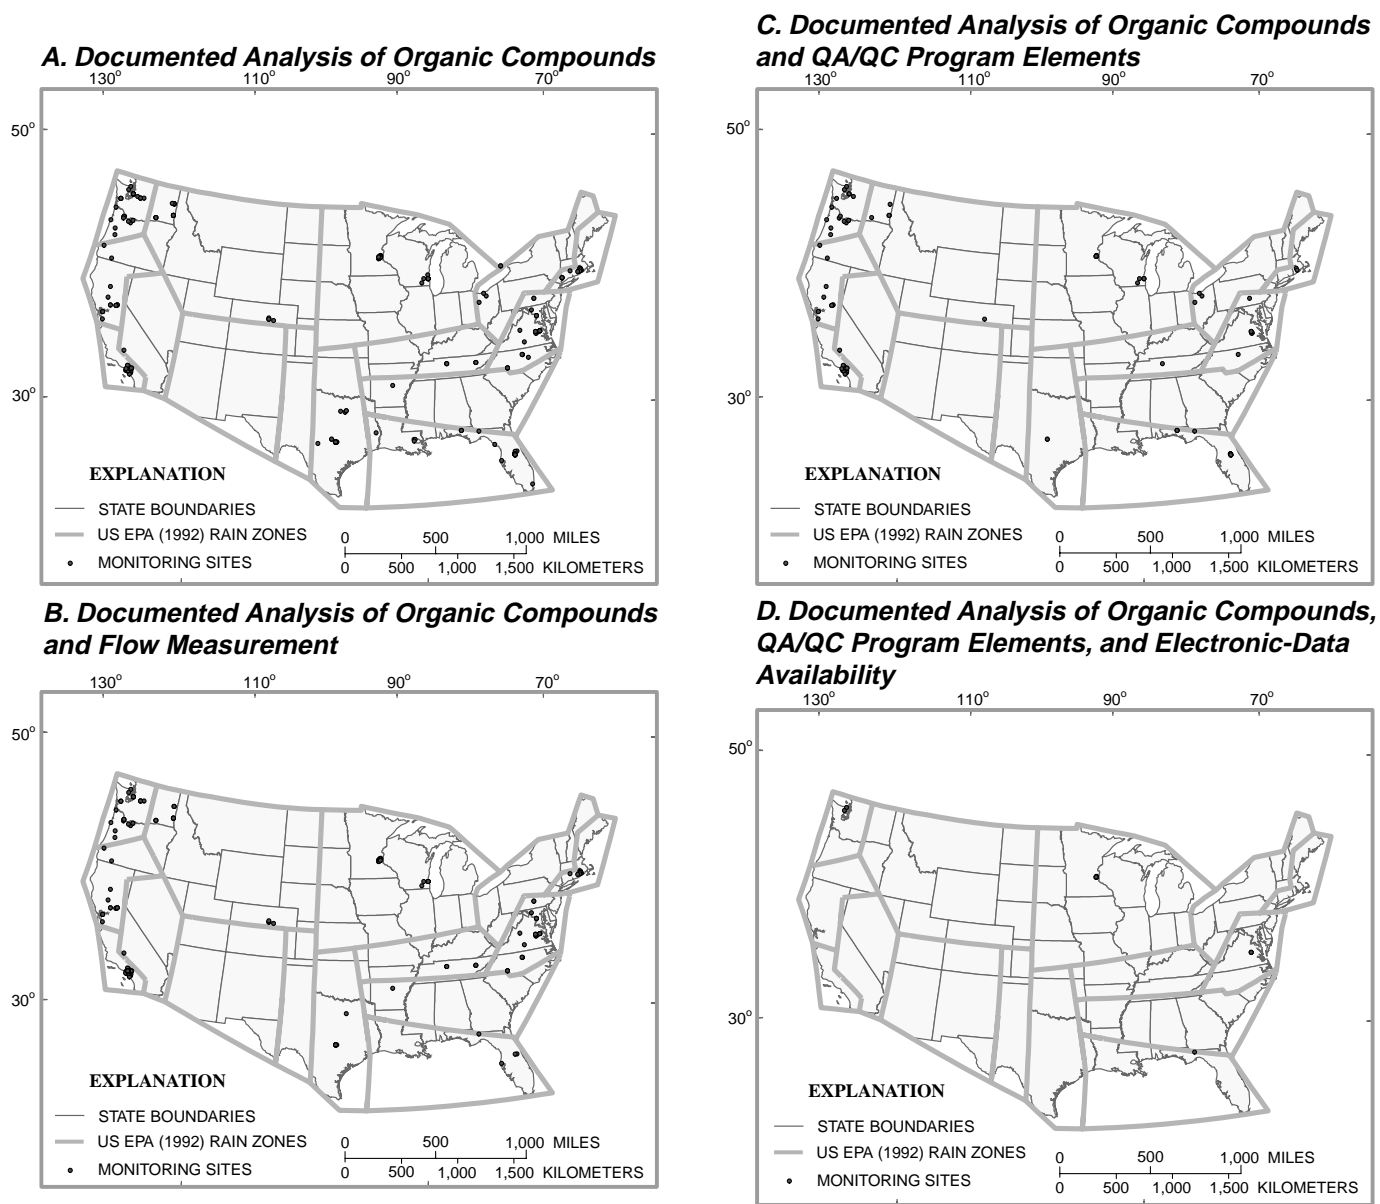 A. Documented Analysis of Organic Compounds
130° 110° 90° 70°
50°
30°
EXPLANATION
STATE BOUNDARIES
US EPA (1992) RAIN ZONES
MONITORING SITES
0 500 1,000 MILES
0 500 1,000 1,500 KILOMETERS
B. Documented Analysis of Organic Compounds
and Flow Measurement
130° 110° 90° 70°
50°
30°
EXPLANATION
STATE BOUNDARIES
US EPA (1992) RAIN ZONES
MONITORING SITES
0 500 1,000 MILES
0 500 1,000 1,500 KILOMETERS
C. Documented Analysis of Organic Compounds
and QA/QC Program Elements
130° 110° 90° 70°
50°
30°
EXPLANATION
STATE BOUNDARIES
US EPA (1992) RAIN ZONES
MONITORING SITES
0 500 1,000 MILES
0 500 1,000 1,500 KILOMETERS
D. Documented Analysis of Organic Compounds,
QA/QC Program Elements, and Electronic-Data
Availability
130° 110° 90° 70°
50°
30°
EXPLANATION
STATE BOUNDARIES
US EPA (1992) RAIN ZONES
MONITORING SITES
0 500 1,000 MILES
0 500 1,000 1,500 KILOMETERS